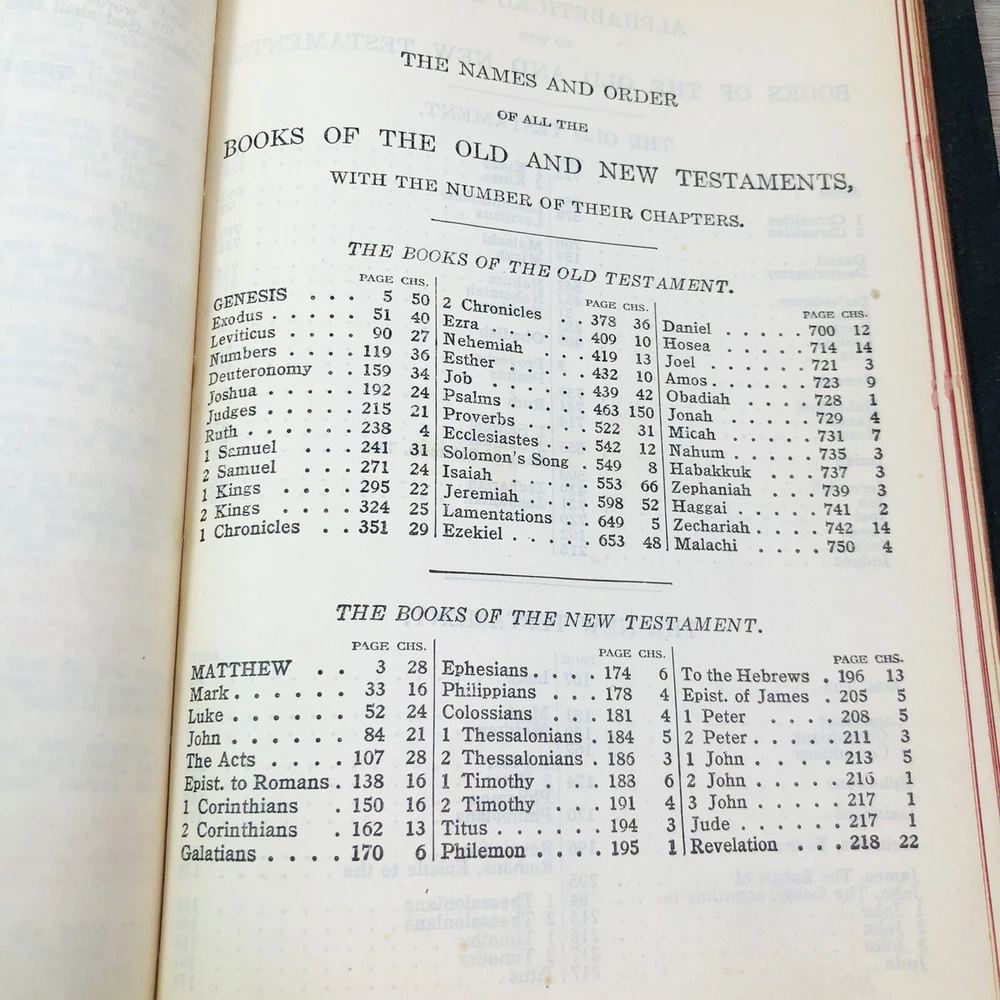 THE NAMES AND ORDER
OF ALL THE
BOOKS OF THE OLD AND NEW TESTAMENTS,
WITH THE NUMBER OF THEIR CHAPTERS.
THE BOOKS OF THE OLD TESTAMENT.
PAGE CHS.
GENESIS . . . 5 50
Exodus . . . . . 51 40
Leviticus . . . . 90 27
Numbers . . . . 119 36
Deuteronomy . . 159 34
Joshua . . . . . 192 24
Judges . . . . . 215 21
Ruth . . . . . . 238 4
1 Samuel . . . . 241 31
2 Samuel . . . . 271 24
1 Kings . . . . 295 22
2 Kings . . . . 324 25
1 Chronicles . . 351 29
PAGE CHS.
2 Chronicles . . 378 36
Ezra . . . . . . 409 10
Nehemiah . . . 419 13
Esther . . . . . 432 10
Job . . . . . . 439 42
Psalms . . . . . 463 150
Proverbs . . . . 522 31
Ecclesiastes . . . 542 12
Solomon's Song . 549 8
Isaiah . . . . . 553 66
Jeremiah . . . . 598 52
Lamentations . . 649 5
Ezekiel . . . . . 653 48
PAGE CHS.
Daniel . . . . . 700 12
Hosea . . . . . 714 14
Joel . . . . . . 721 3
Amos . . . . . . 723 9
Obadiah . . . . 728 1
Jonah . . . . . 729 4
Micah . . . . . 731 7
Nahum . . . . . 735 3
Habakkuk . . . 737 3
Zephaniah . . . 739 3
Haggai . . . . . 741 2
Zechariah . . . . 742 14
Malachi . . . . 750 4
THE BOOKS OF THE NEW TESTAMENT.
PAGE CHS.
MATTHEW . . 3 28
Mark . . . . . . 33 16
Luke . . . . . . 52 24
John . . . . . . 84 21
The Acts . . . . 107 28
Epist. to Romans . 138 16
1 Corinthians . 150 16
2 Corinthians . 162 13
Galatians . . . . 170 6
PAGE CHS.
Ephesians . . . . 174 6
Philippians . . . 178 4
Colossians . . . 181 4
1 Thessalonians . 184 5
2 Thessalonians . 186 3
1 Timothy . . . 188 6
2 Timothy . . . 191 4
Titus . . . . . . 194 3
Philemon . . . . 195 1
PAGE CHS.
To the Hebrews . 196 13
Epist. of James . 205 5
1 Peter . . . . 208 5
2 Peter . . . . 211 3
1 John . . . . . 213 5
2 John . . . . . 216 1
3 John . . . . . 217 1
Jude . . . . . . 217 1
Revelation . . . 218 22